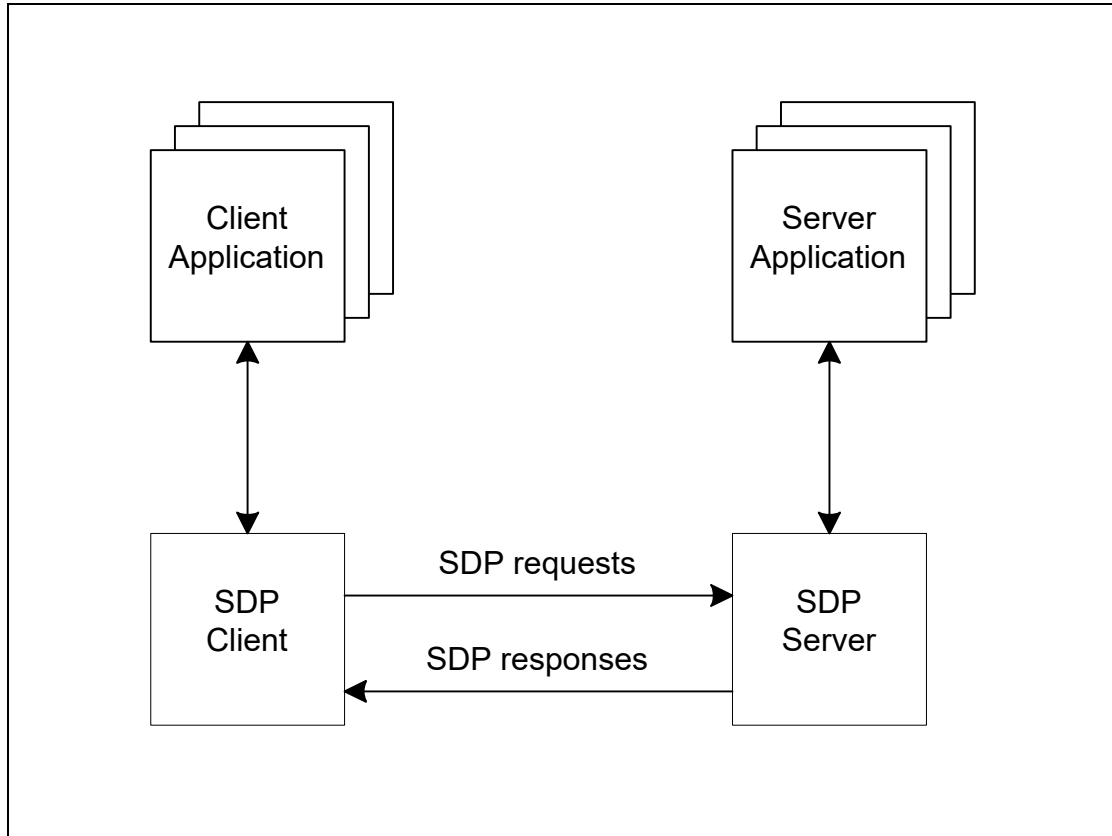 Client
Application
Server
Application
SDP requests
SDP
Client
SDP
Server
SDP responses